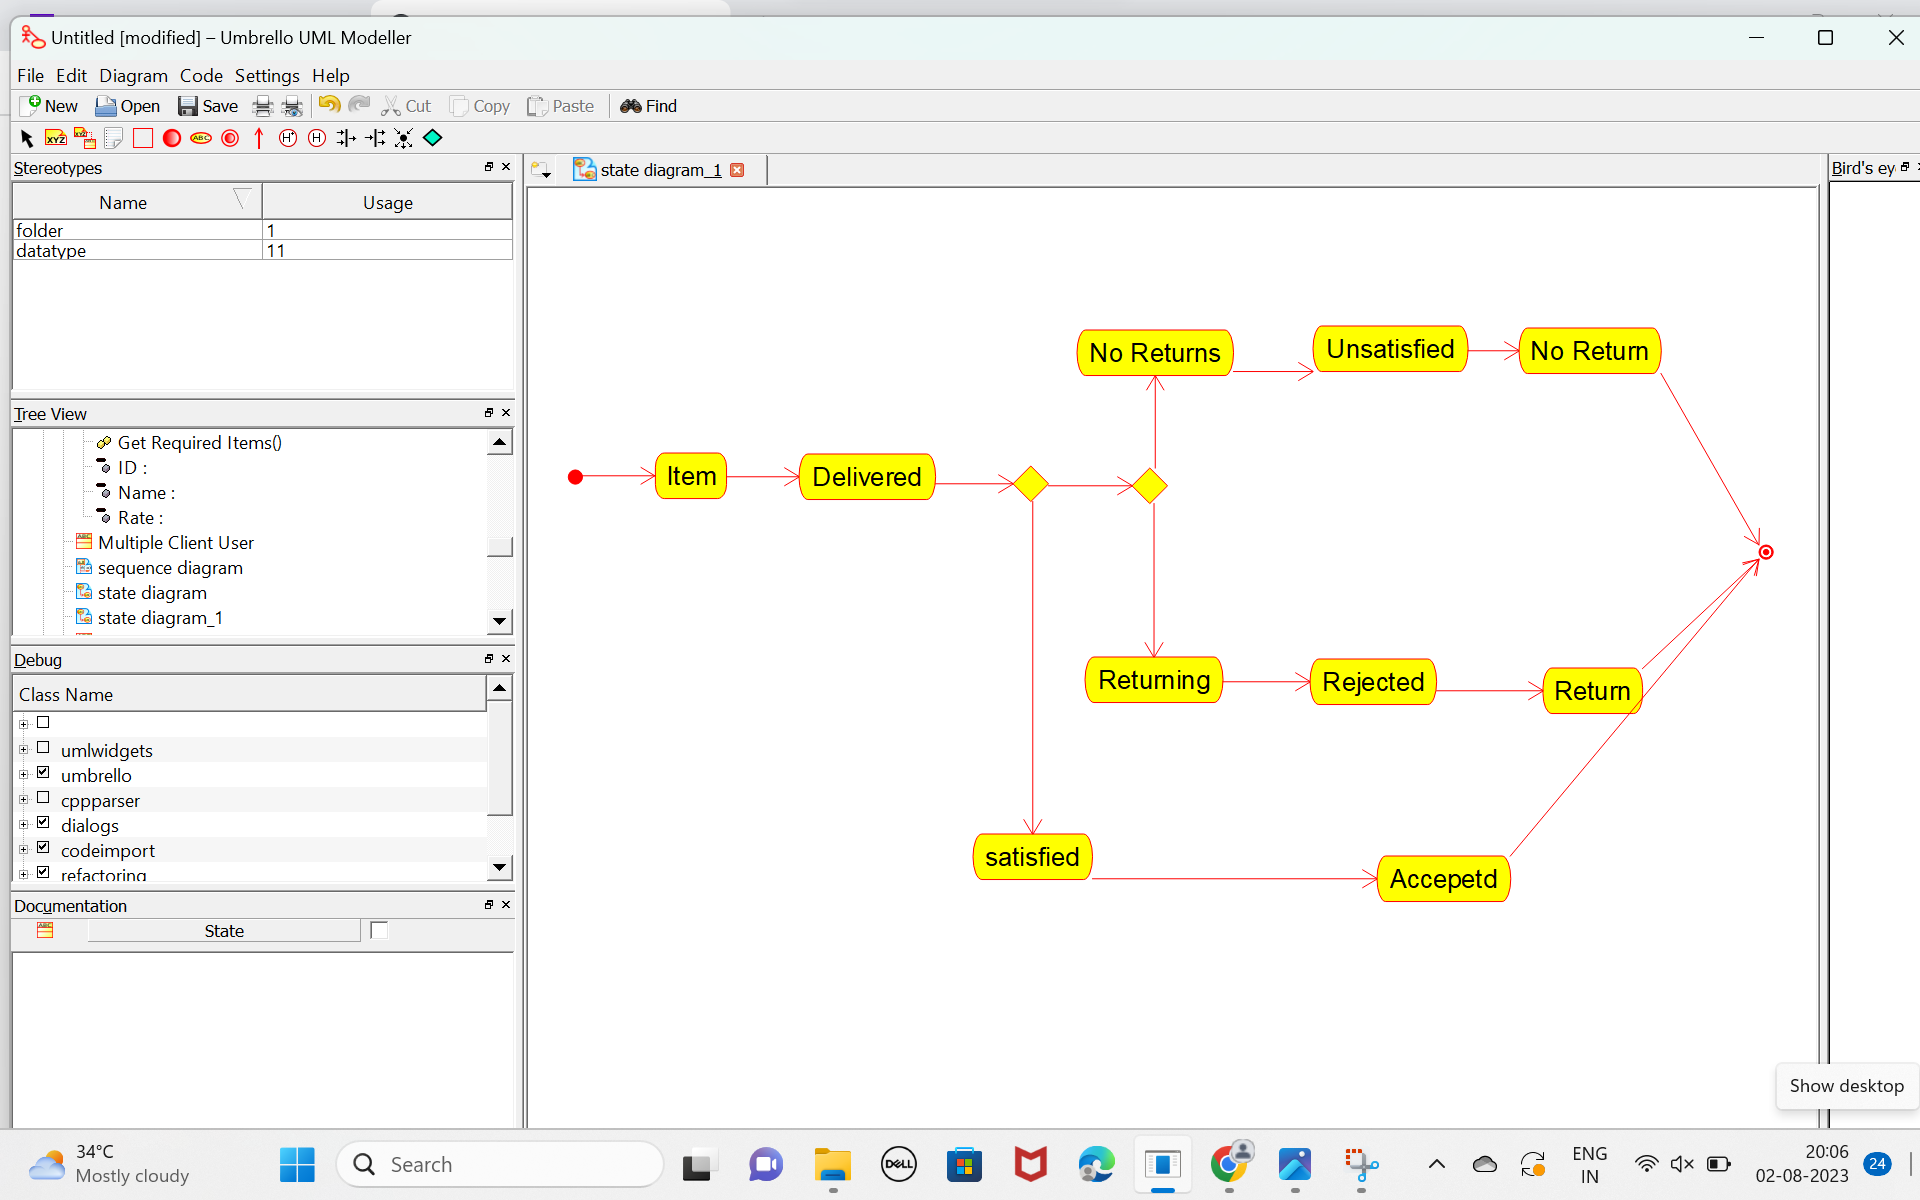 Untitled [modified] – Umbrello UML Modeller
File Edit Diagram Code Settings Help
New Open Save Cut Copy Paste Find
XYZ XYZ ABC H* H
Stereotypes
Name Usage
folder 1
datatype 11
Tree View
Get Required Items()
ID :
Name :
Rate :
Multiple Client User
sequence diagram
state diagram
state diagram_1
Debug
Class Name
umlwidgets
umbrello
cppparser
dialogs
codeimport
refactoring
Documentation
State
state diagram_1
Bird's ey
No Returns Unsatisfied No Return
Item Delivered
Returning Rejected Return
satisfied Accepetd
Show desktop
34°C
Mostly cloudy
Search
DELL
ENG
IN
20:06
02-08-2023
24